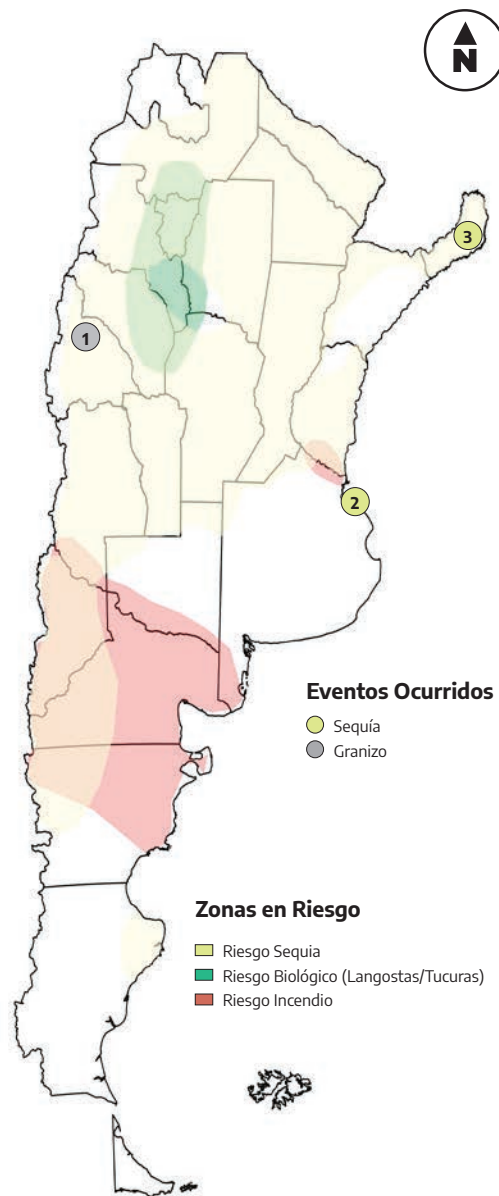 N
3
1
2
Eventos Ocurridos
Sequía
Granizo
Zonas en Riesgo
Riesgo Sequia
Riesgo Biológico (Langostas/Tucuras)
Riesgo Incendio